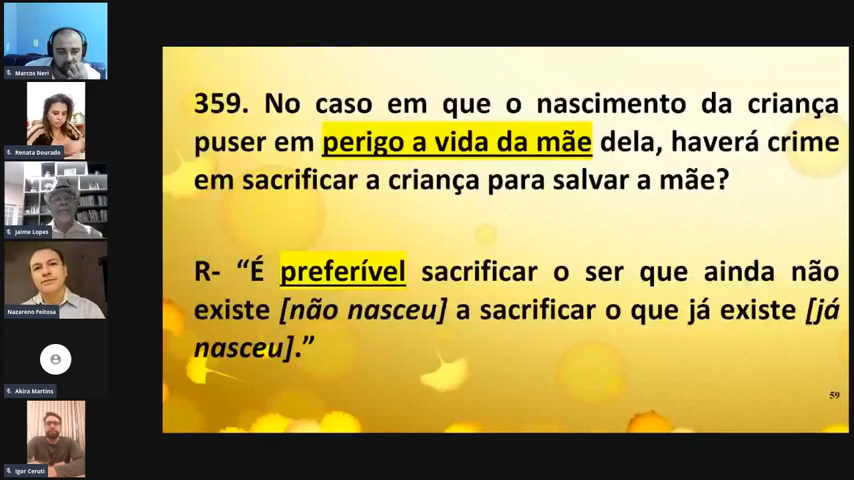 Marcos Neri
Renata Dourado
Jaime Lopes
Nazareno Feitosa
Akira Martins
Igor Ceruti
359. No caso em que o nascimento da criança
puser em perigo a vida da mãe dela, haverá crime
em sacrificar a criança para salvar a mãe?
R- “É preferível sacrificar o ser que ainda não
existe [não nasceu] a sacrificar o que já existe [já
nasceu].”
59